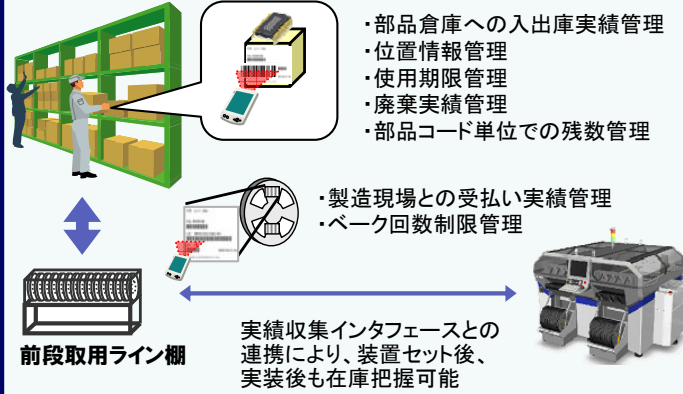 ・部品倉庫への入出庫実績管理
・位置情報管理
・使用期限管理
・廃棄実績管理
・部品コード単位での残数管理
・製造現場との受払い実績管理
・ベーク回数制限管理
前段取用ライン棚
実績収集インタフェースとの
連携により、装置セット後、
実装後も在庫把握可能